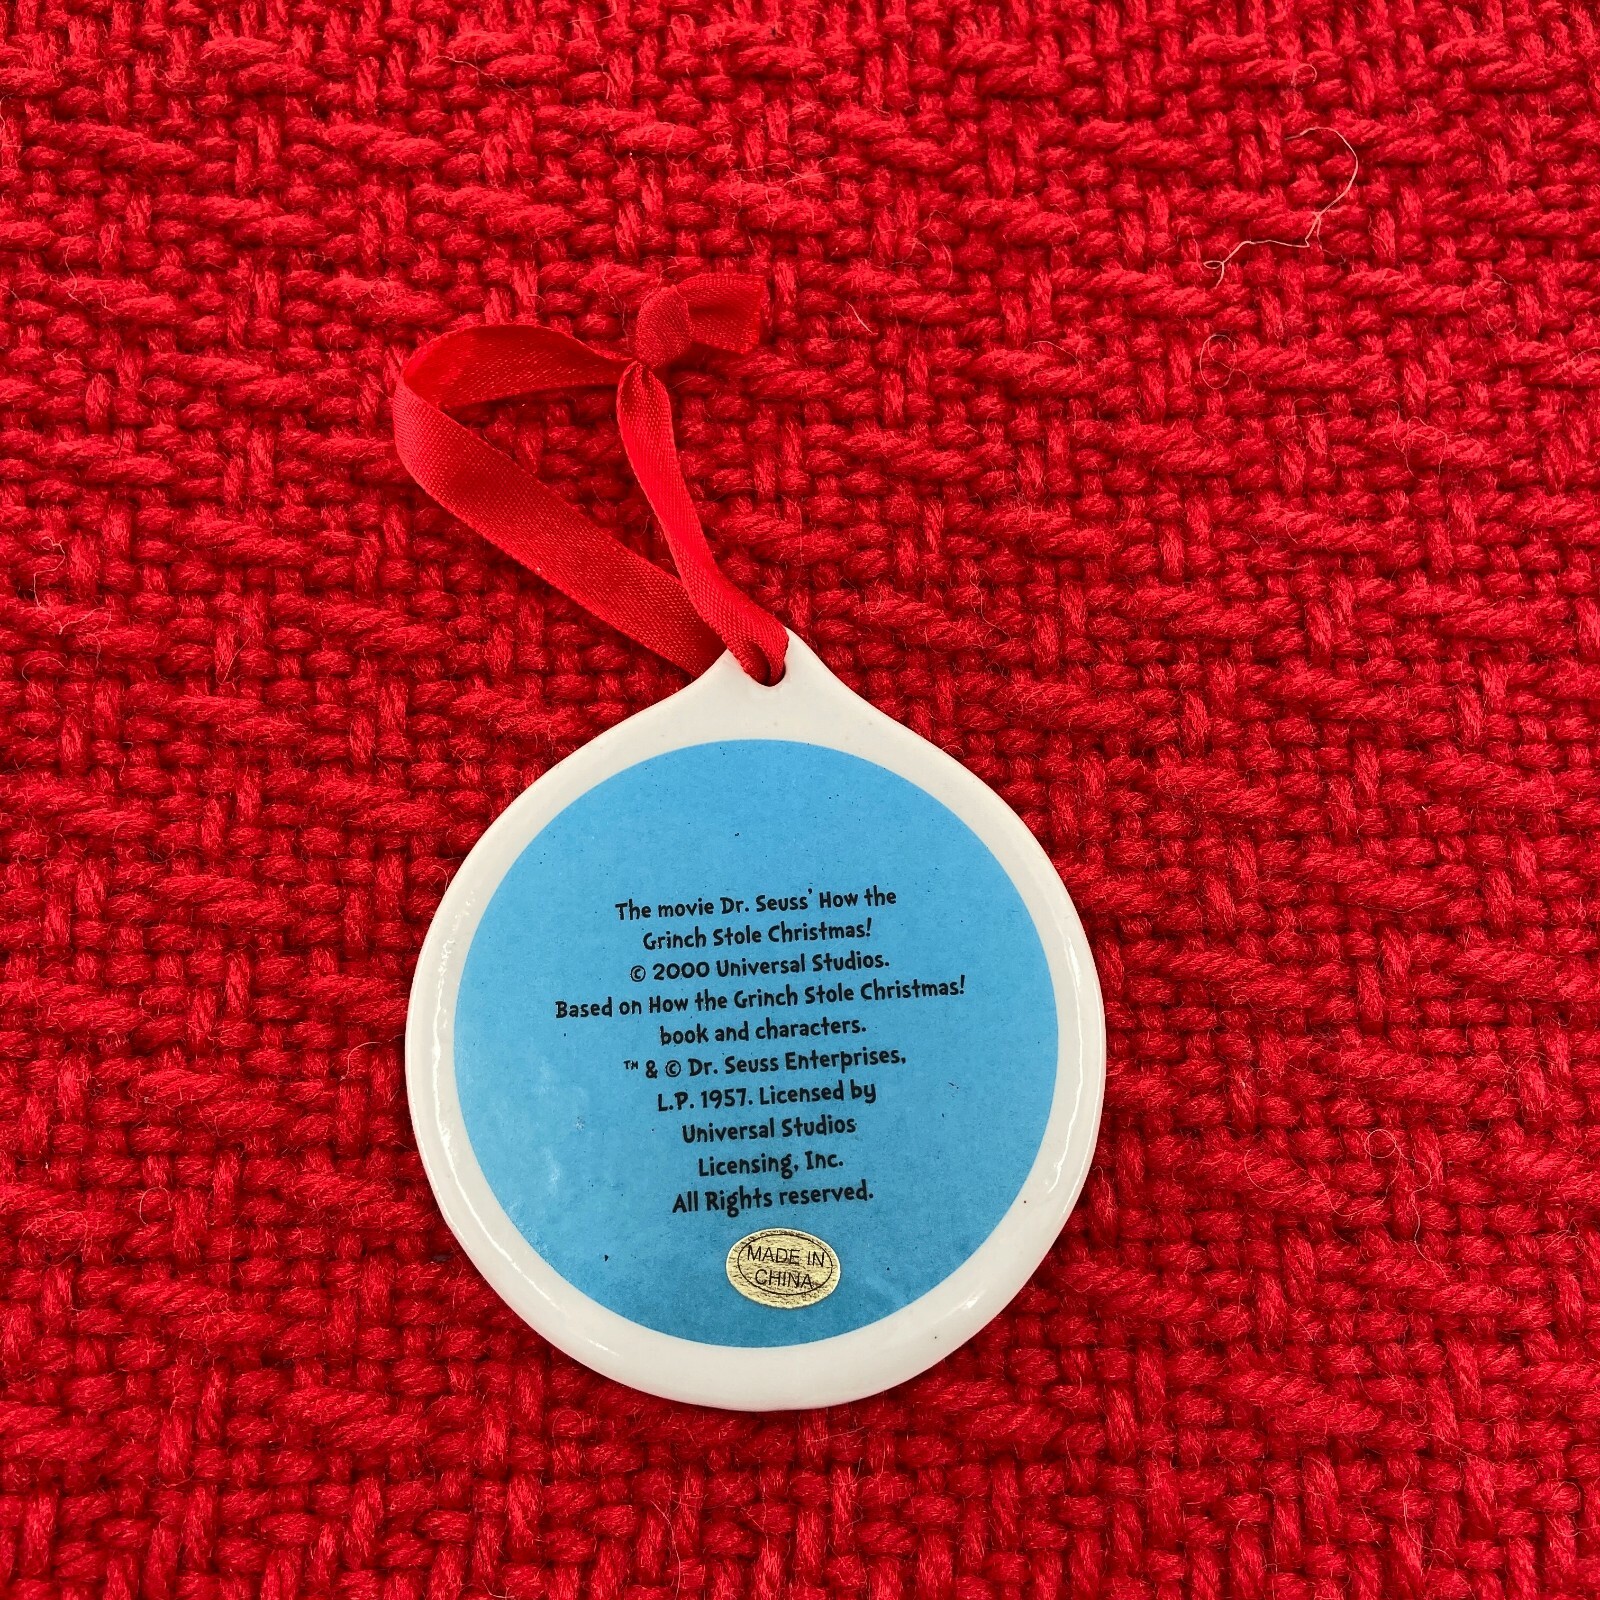 The movie Dr. Seuss' How the
Grinch Stole Christmas!
© 2000 Universal Studios.
Based on How the Grinch Stole Christmas!
book and characters.
™ & © Dr. Seuss Enterprises,
L.P. 1957. Licensed by
Universal Studios
Licensing, Inc.
All Rights reserved.
MADE IN
CHINA